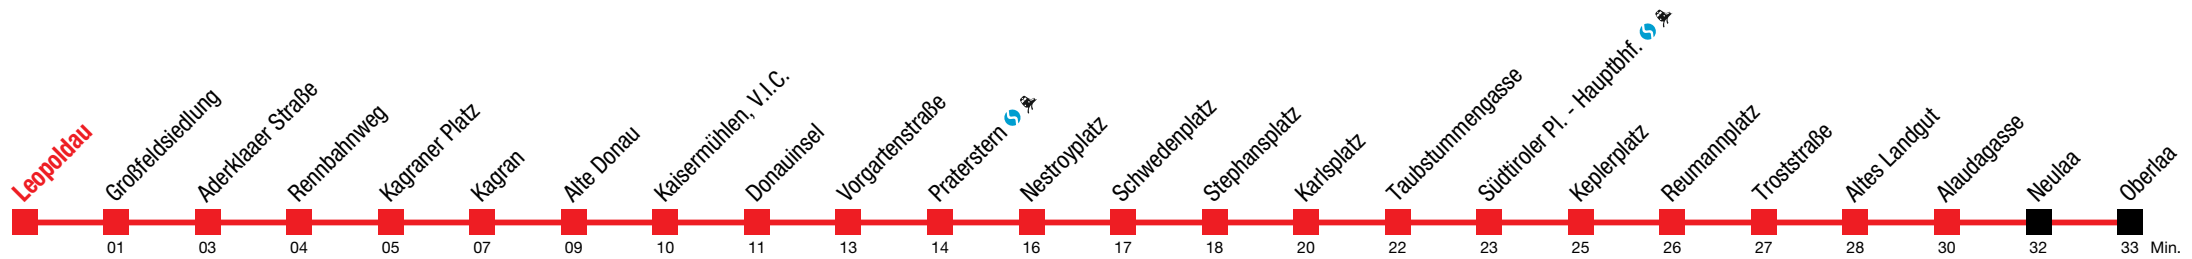 Leopoldau
Großfeldsiedlung
Aderklaaer Straße
Rennbahnweg
Kagraner Platz
Kagran
Alte Donau
Kaisermühlen, V.I.C.
Donauinsel
Vorgartenstraße
Praterstern
Nestroyplatz
Schwedenplatz
Stephansplatz
Karlsplatz
Taubstummengasse
Südtiroler Pl. - Hauptbhf.
Keplerplatz
Reumannplatz
Troststraße
Altes Landgut
Alaudagasse
Neulaa
Oberlaa
01 03 04 05 07 09 10 11 13 14 16 17 18 20 22 23 25 26 27 28 30 32 33 Min.